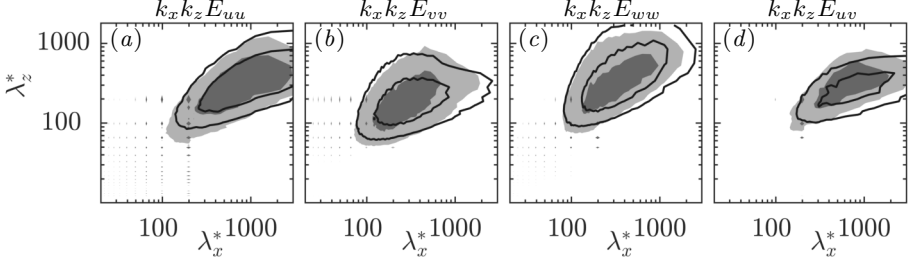 k_x k_z E_uu k_x k_z E_vv k_x k_z E_ww k_x k_z E_uv
1000 (a) (b) (c) (d)
λ_z^*
100
100 1000 100 1000 100 1000 100 1000
λ_x^* λ_x^* λ_x^* λ_x^*